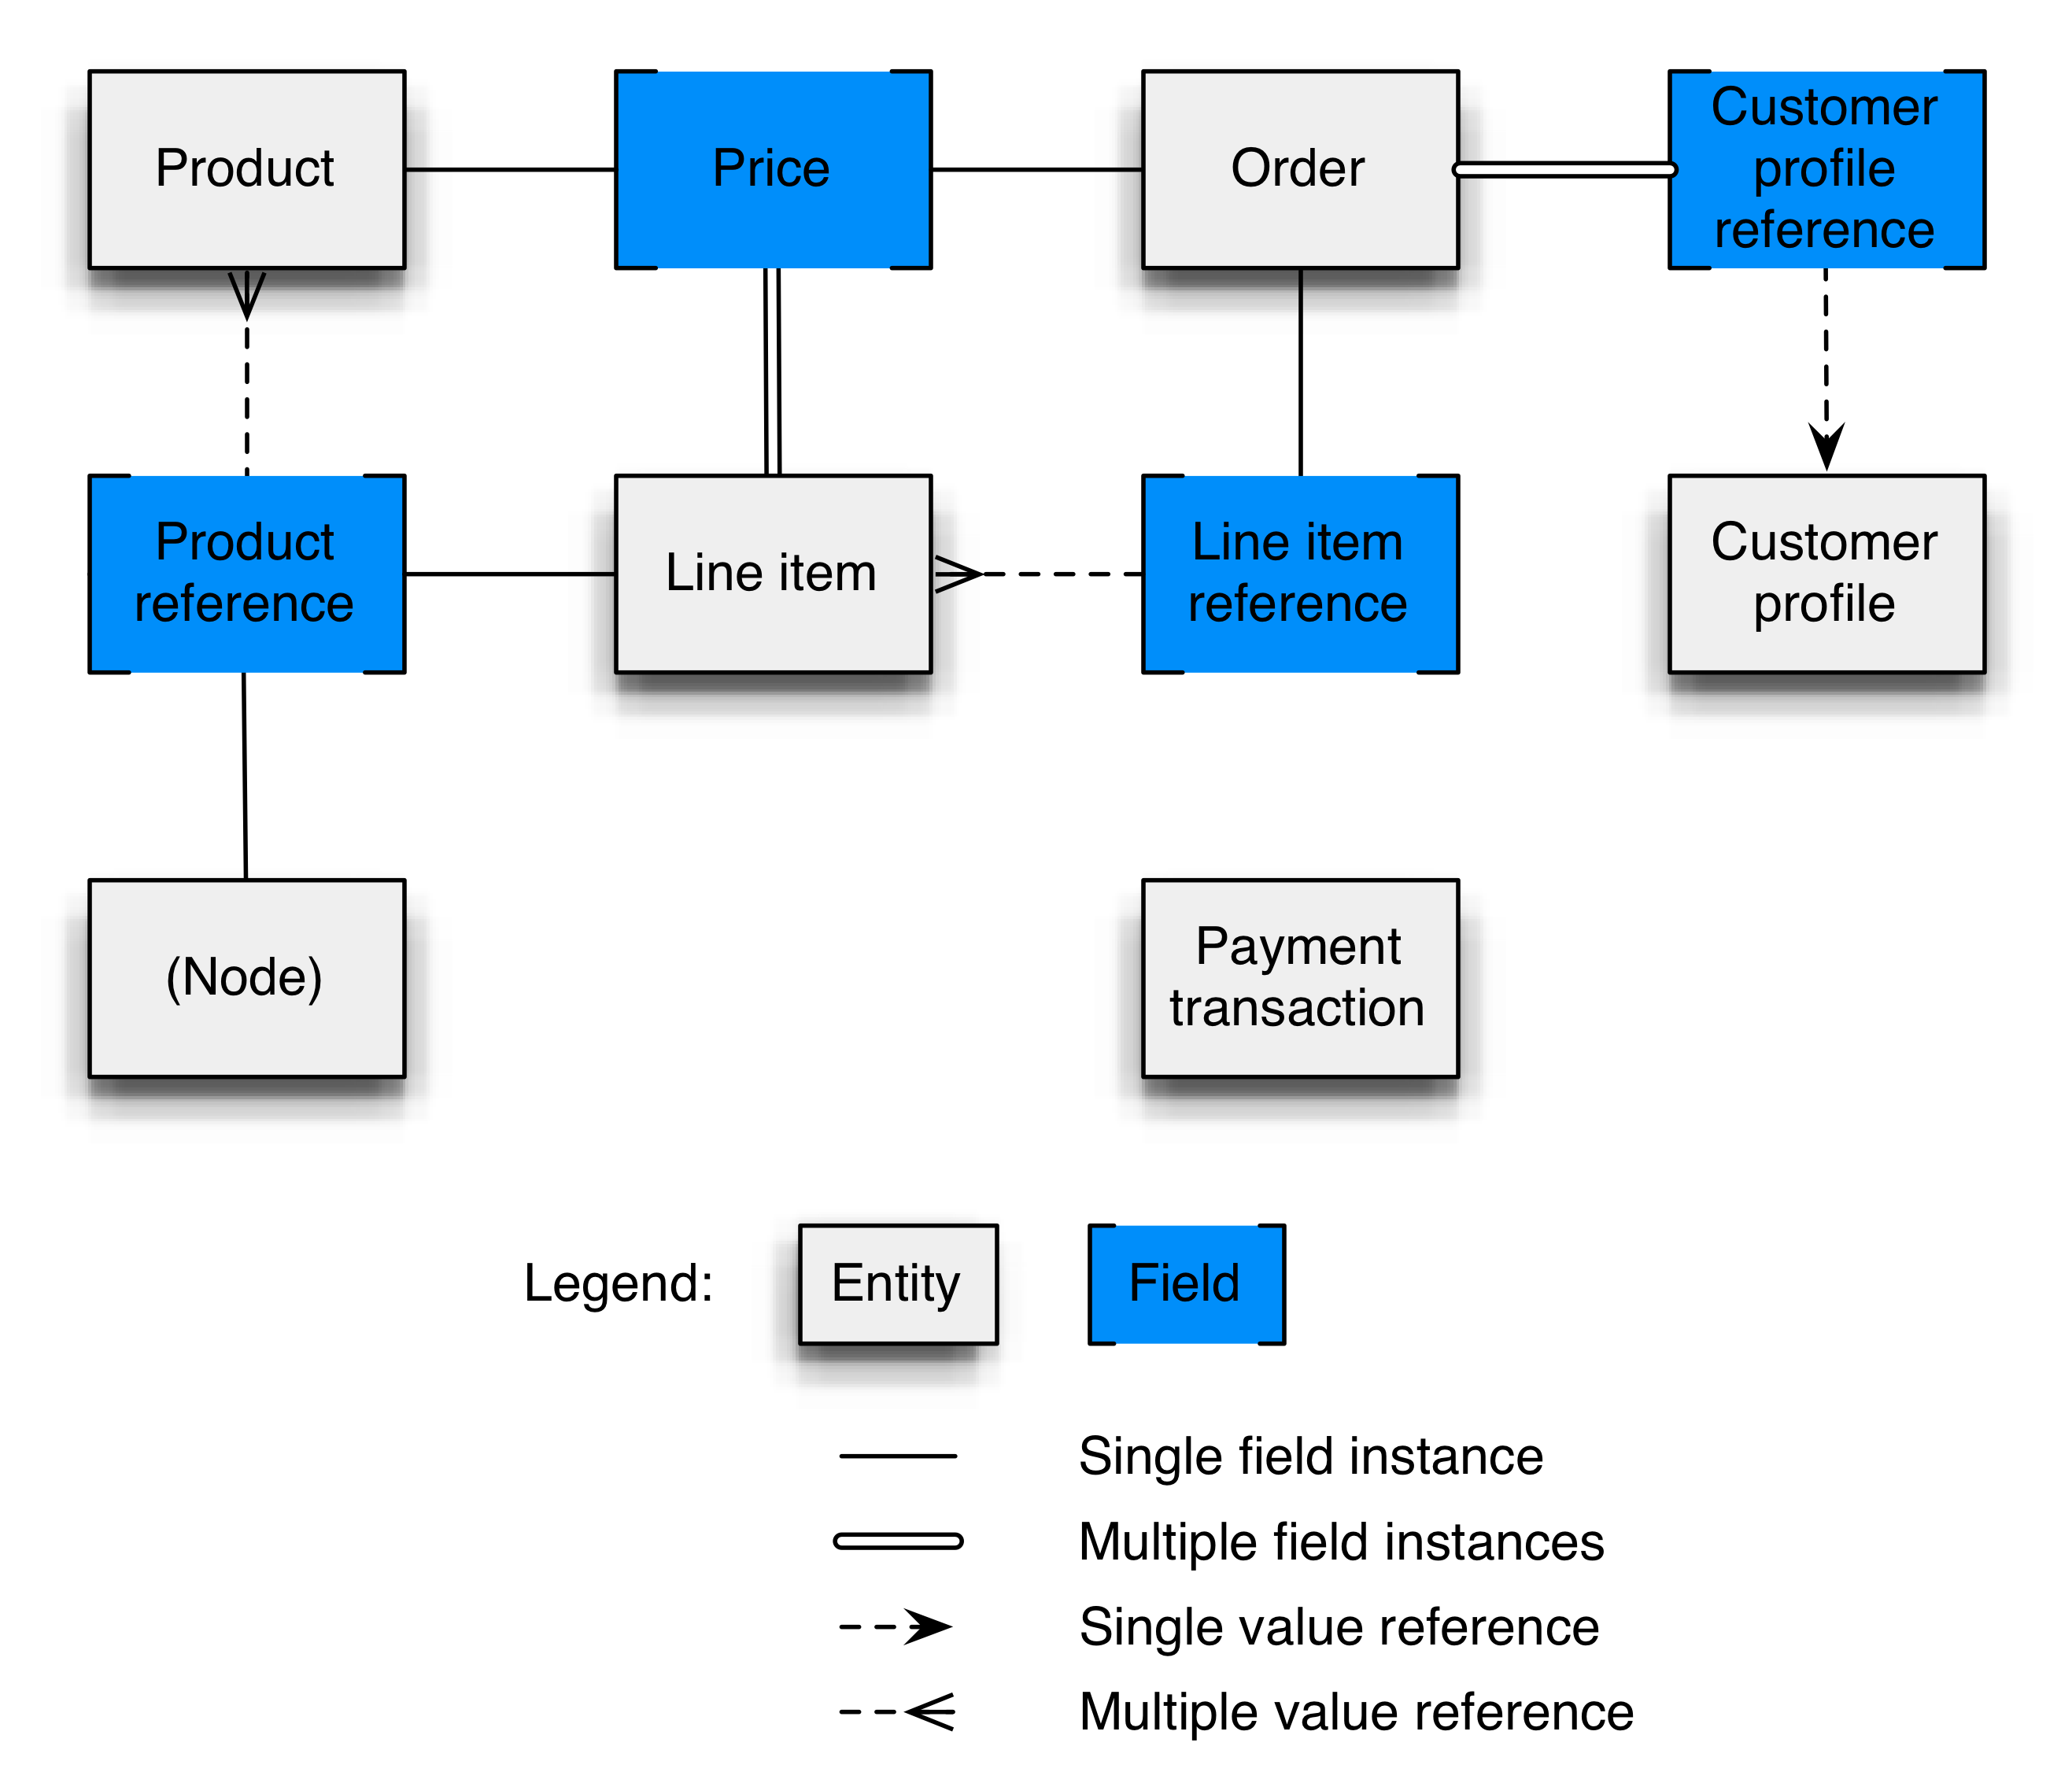 Product
Price
Order
Customer
profile
reference
Product
reference
Line item
Line item
reference
Customer
profile
(Node)
Payment
transaction
Legend:
Entity
Field
Single field instance
Multiple field instances
Single value reference
Multiple value reference